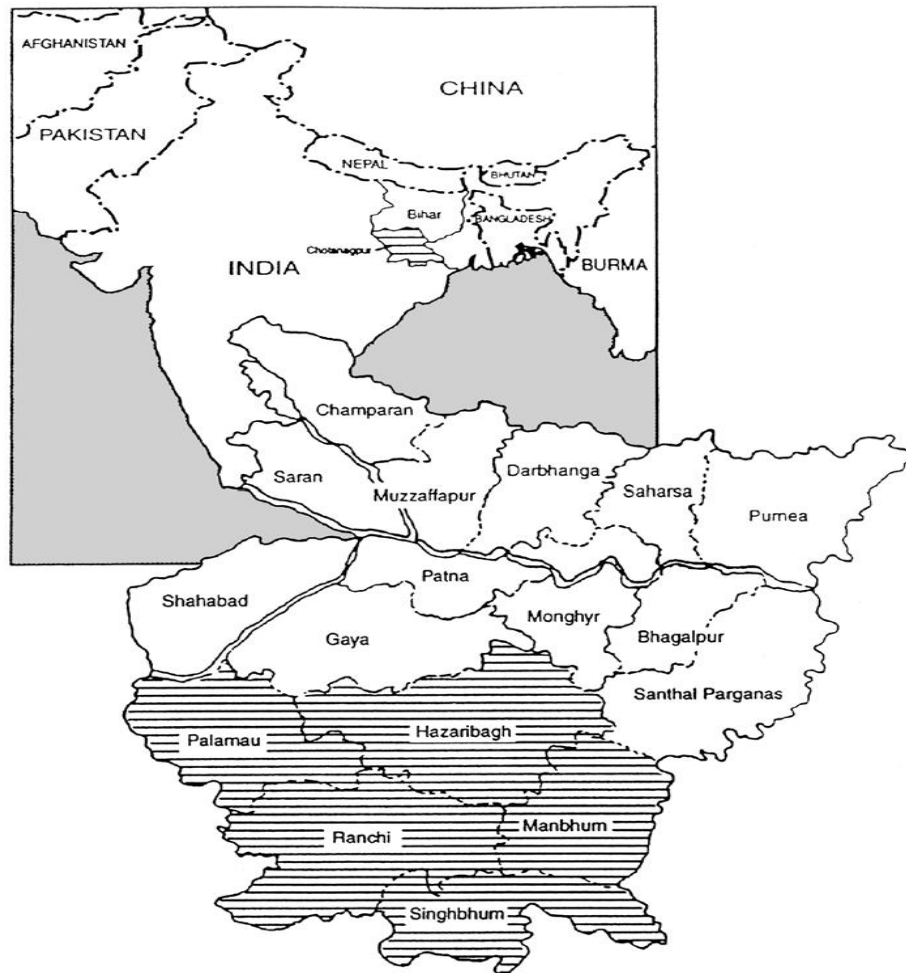 AFGHANISTAN
CHINA
PAKISTAN
NEPAL
BHUTAN
Bihar
BANGLADESH
Chotanagpur
INDIA
BURMA
Champaran
Saran
Muzzaffapur
Darbhanga
Saharsa
Purnea
Shahabad
Patna
Gaya
Monghyr
Bhagalpur
Santhal Parganas
Palamau
Hazaribagh
Ranchi
Manbhum
Singhbhum